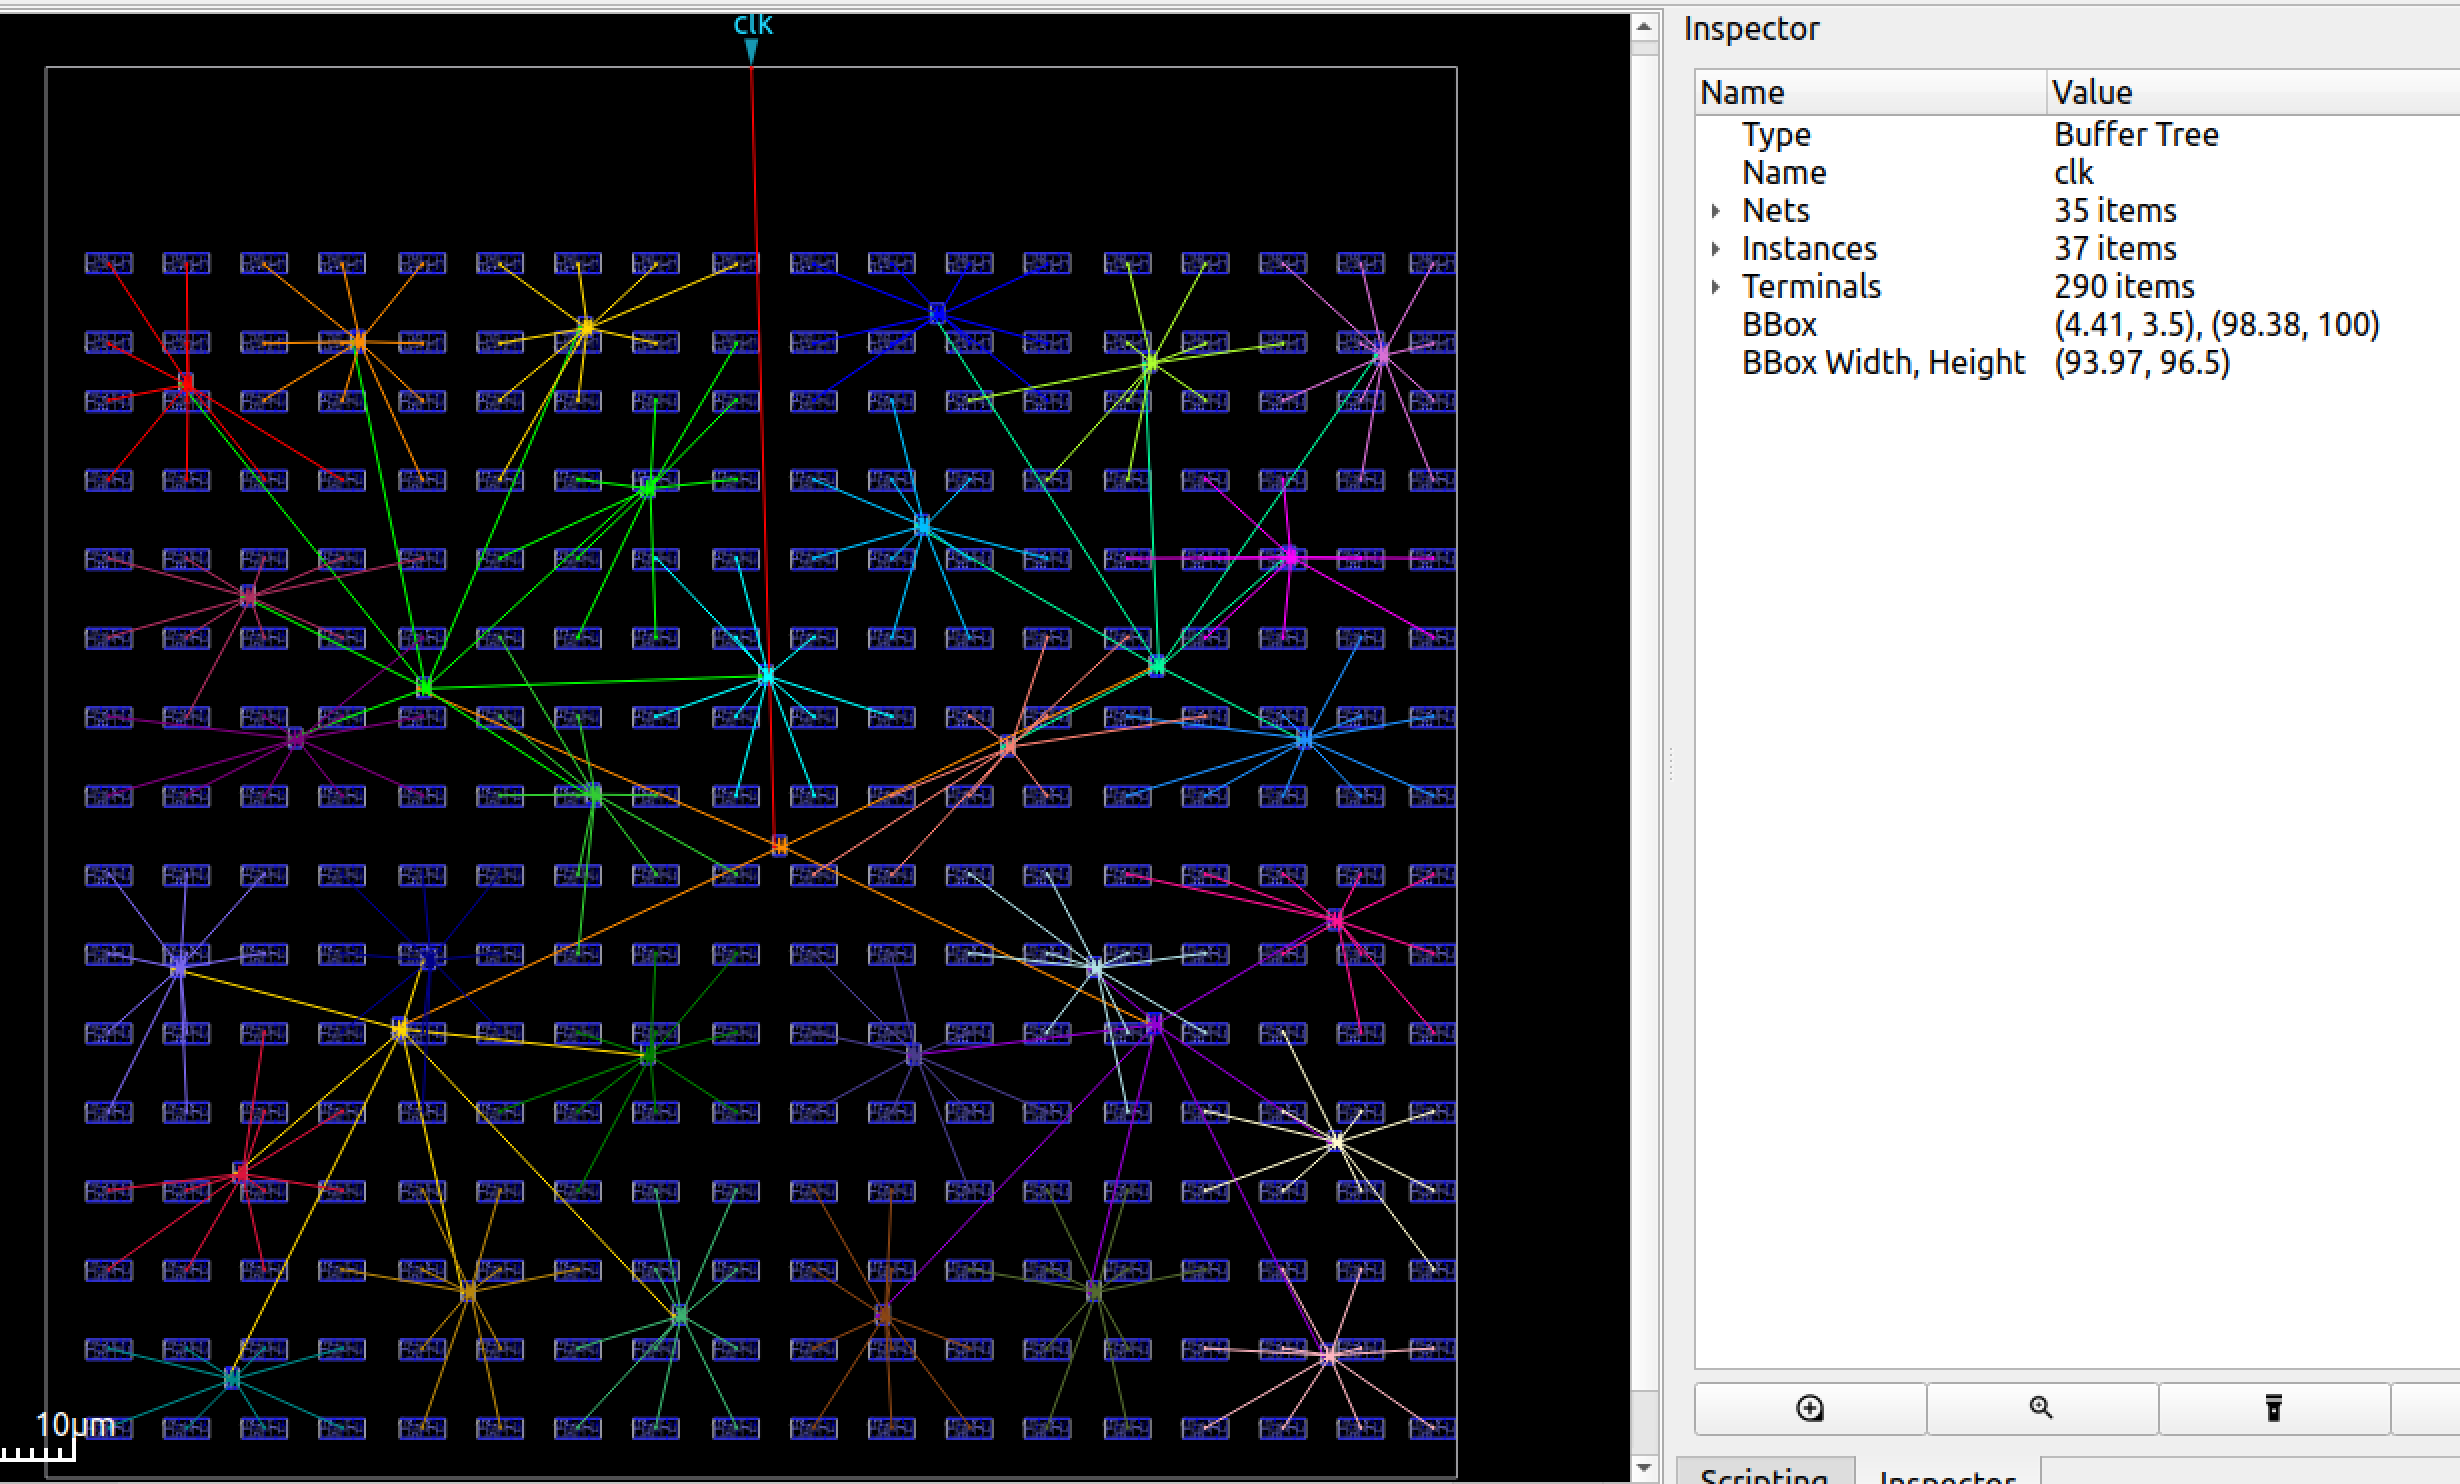 clk
Inspector
Name Value
Type Buffer Tree
Name clk
Nets 35 items
Instances 37 items
Terminals 290 items
BBox (4.41, 3.5), (98.38, 100)
BBox Width, Height (93.97, 96.5)
10μm
Scripting Inspector